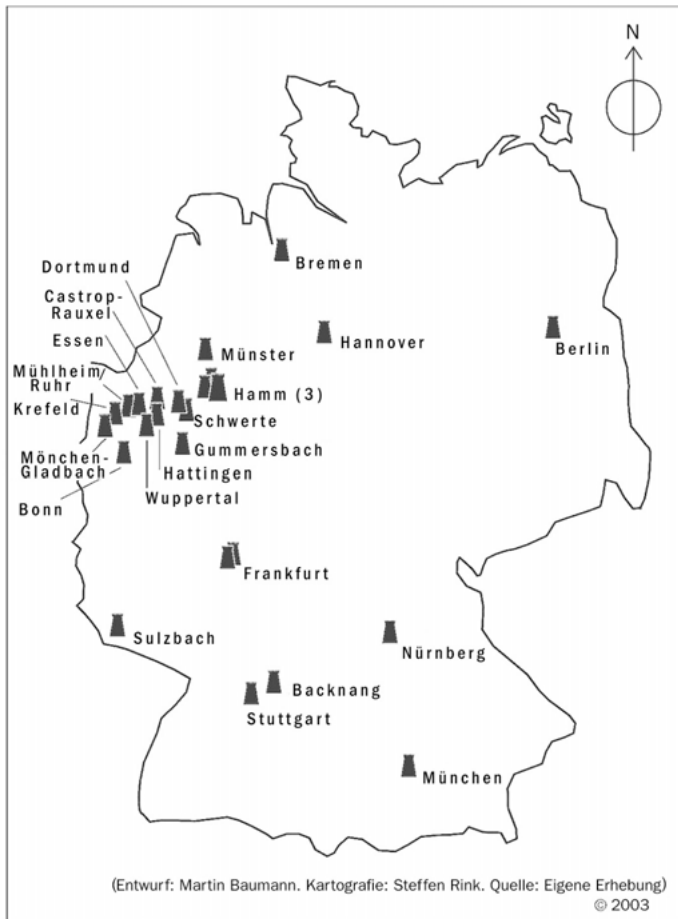 N
Bremen
Dortmund
Castrop-
Rauxel
Essen
Hannover
Berlin
Münster
Mühlheim
Ruhr
Hamm (3)
Krefeld
Schwerte
Gummersbach
Mönchen-
Gladbach
Hattingen
Wuppertal
Bonn
Frankfurt
Sulzbach
Nürnberg
Backnang
Stuttgart
München
(Entwurf: Martin Baumann. Kartografie: Steffen Rink. Quelle: Eigene Erhebung)
© 2003